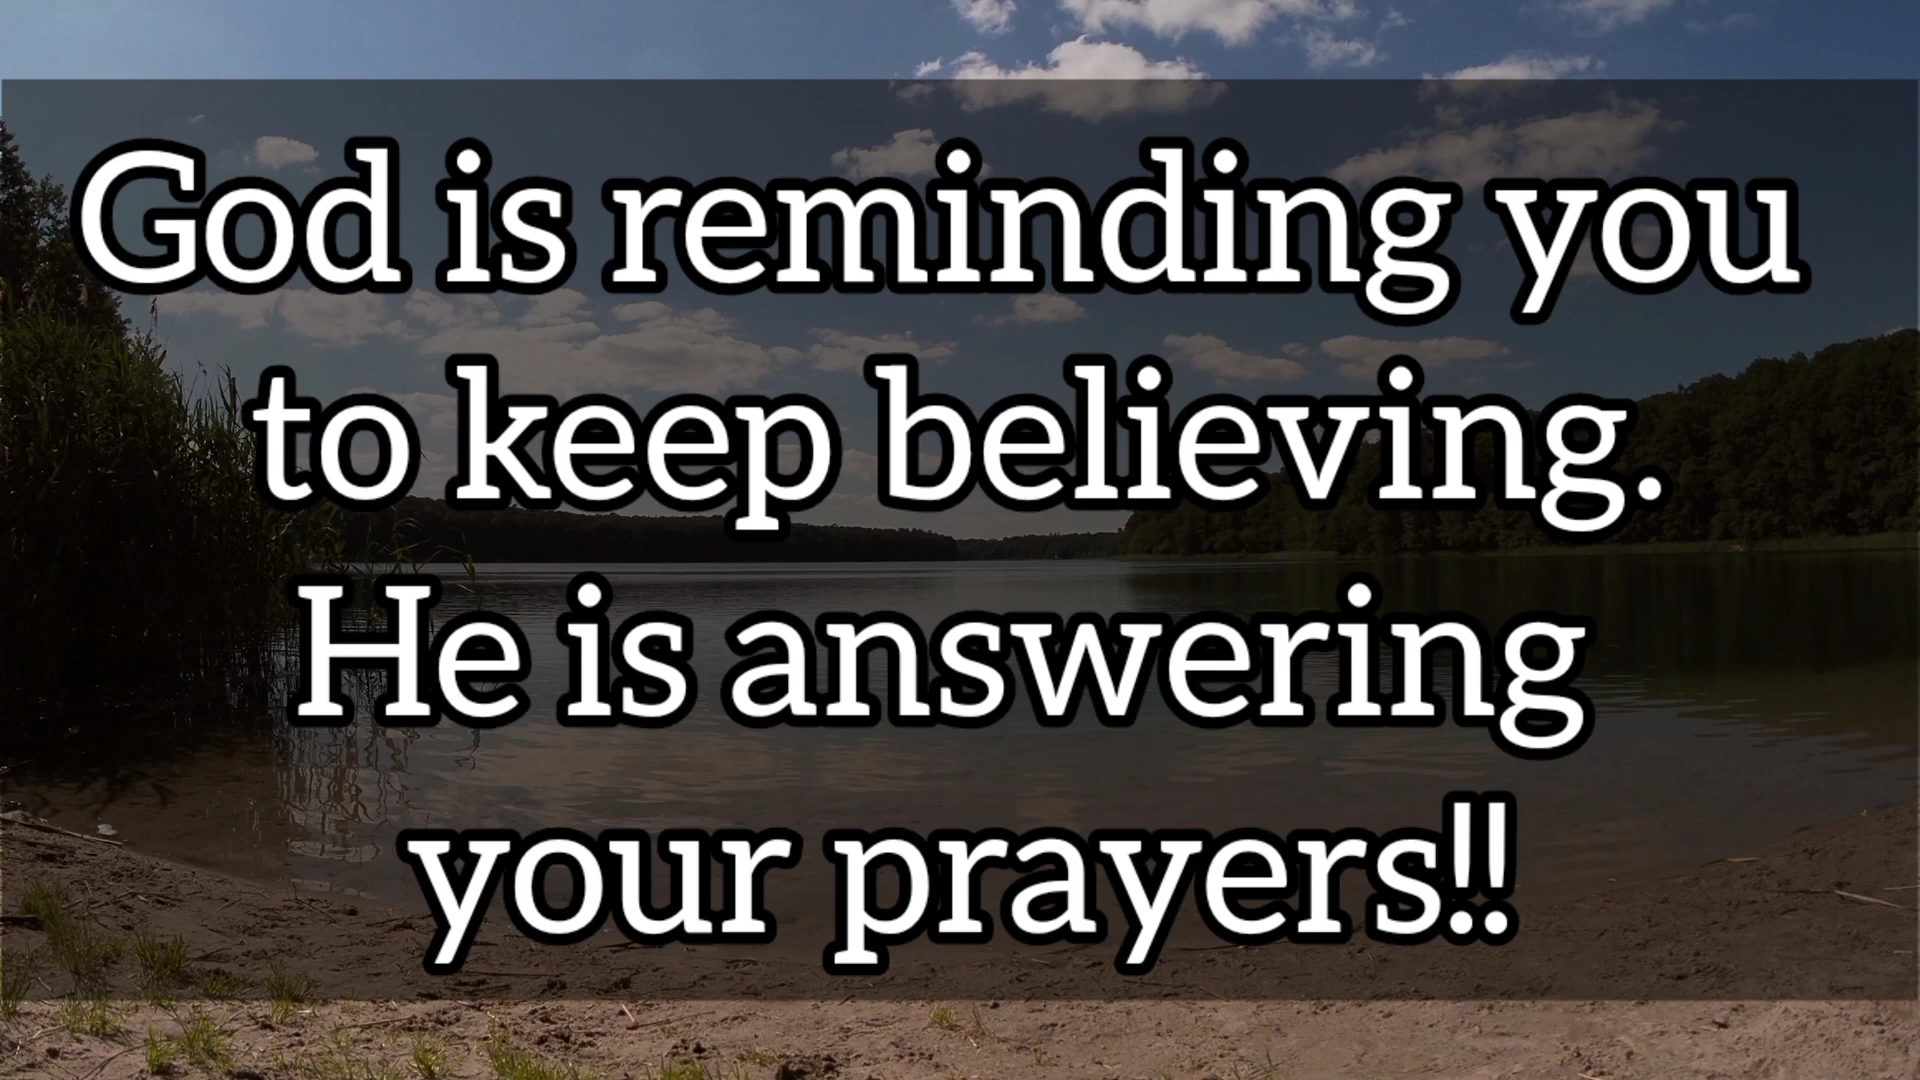 God is reminding you
to keep believing.
He is answering
your prayers!!